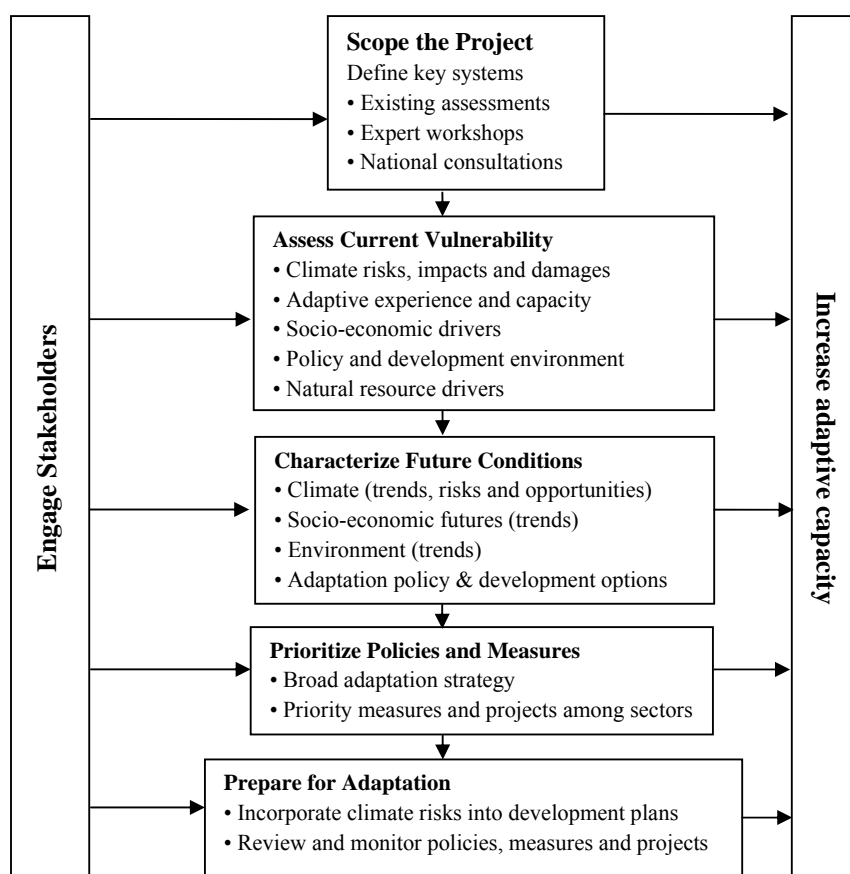 Engage Stakeholders
Scope the Project
Define key systems
• Existing assessments
• Expert workshops
• National consultations
Assess Current Vulnerability
• Climate risks, impacts and damages
• Adaptive experience and capacity
• Socio-economic drivers
• Policy and development environment
• Natural resource drivers
Characterize Future Conditions
• Climate (trends, risks and opportunities)
• Socio-economic futures (trends)
• Environment (trends)
• Adaptation policy & development options
Prioritize Policies and Measures
• Broad adaptation strategy
• Priority measures and projects among sectors
Prepare for Adaptation
• Incorporate climate risks into development plans
• Review and monitor policies, measures and projects
Increase adaptive capacity